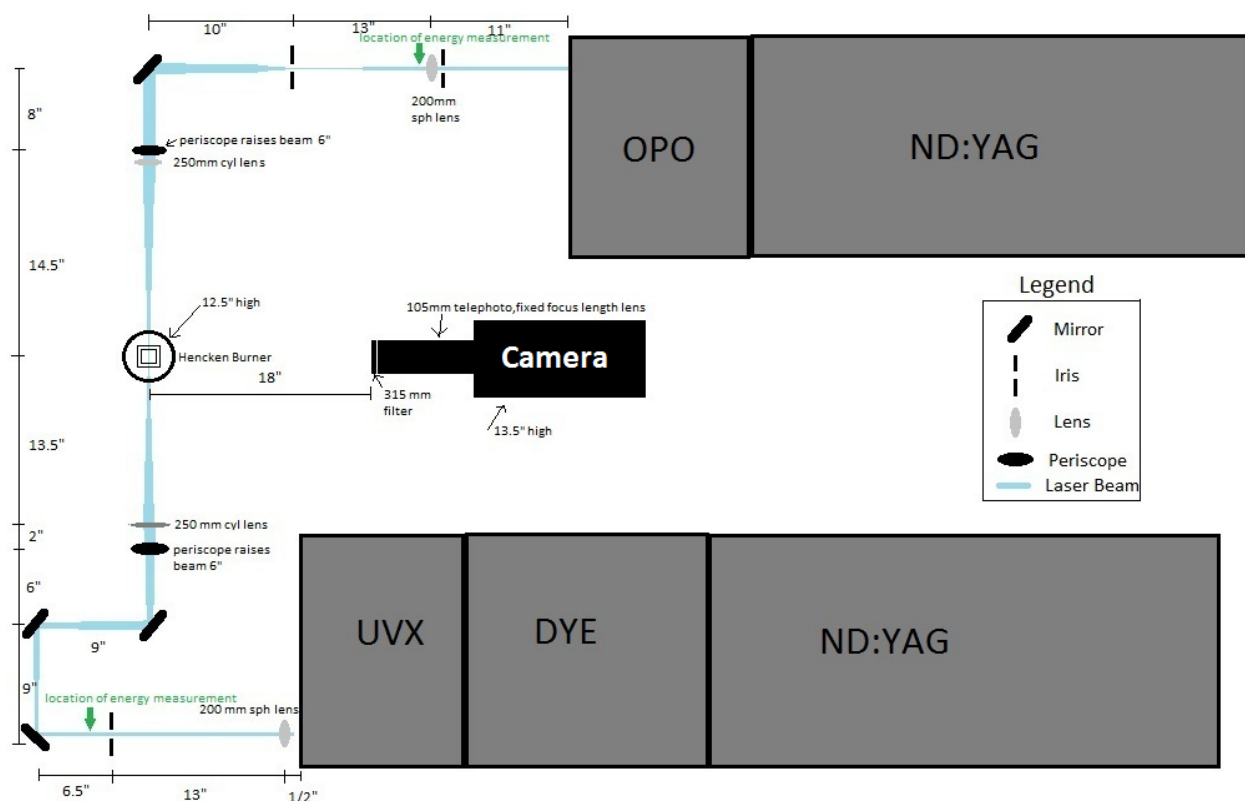 10"
13"
11"
location of energy measurement
8"
200mm
sph lens
periscope raises beam 6"
250mm cyl lens
OPO
ND:YAG
14.5"
12.5" high
105mm telephoto,fixed focus length lens
Legend
Mirror
Hencken Burner
Camera
Iris
18"
315 mm
filter
Lens
13.5" high
13.5"
Periscope
Laser Beam
250 mm cyl lens
2"
periscope raises
beam 6"
6"
UVX
DYE
ND:YAG
9"
9"
location of energy measurement
200 mm sph lens
6.5"
13"
1/2"